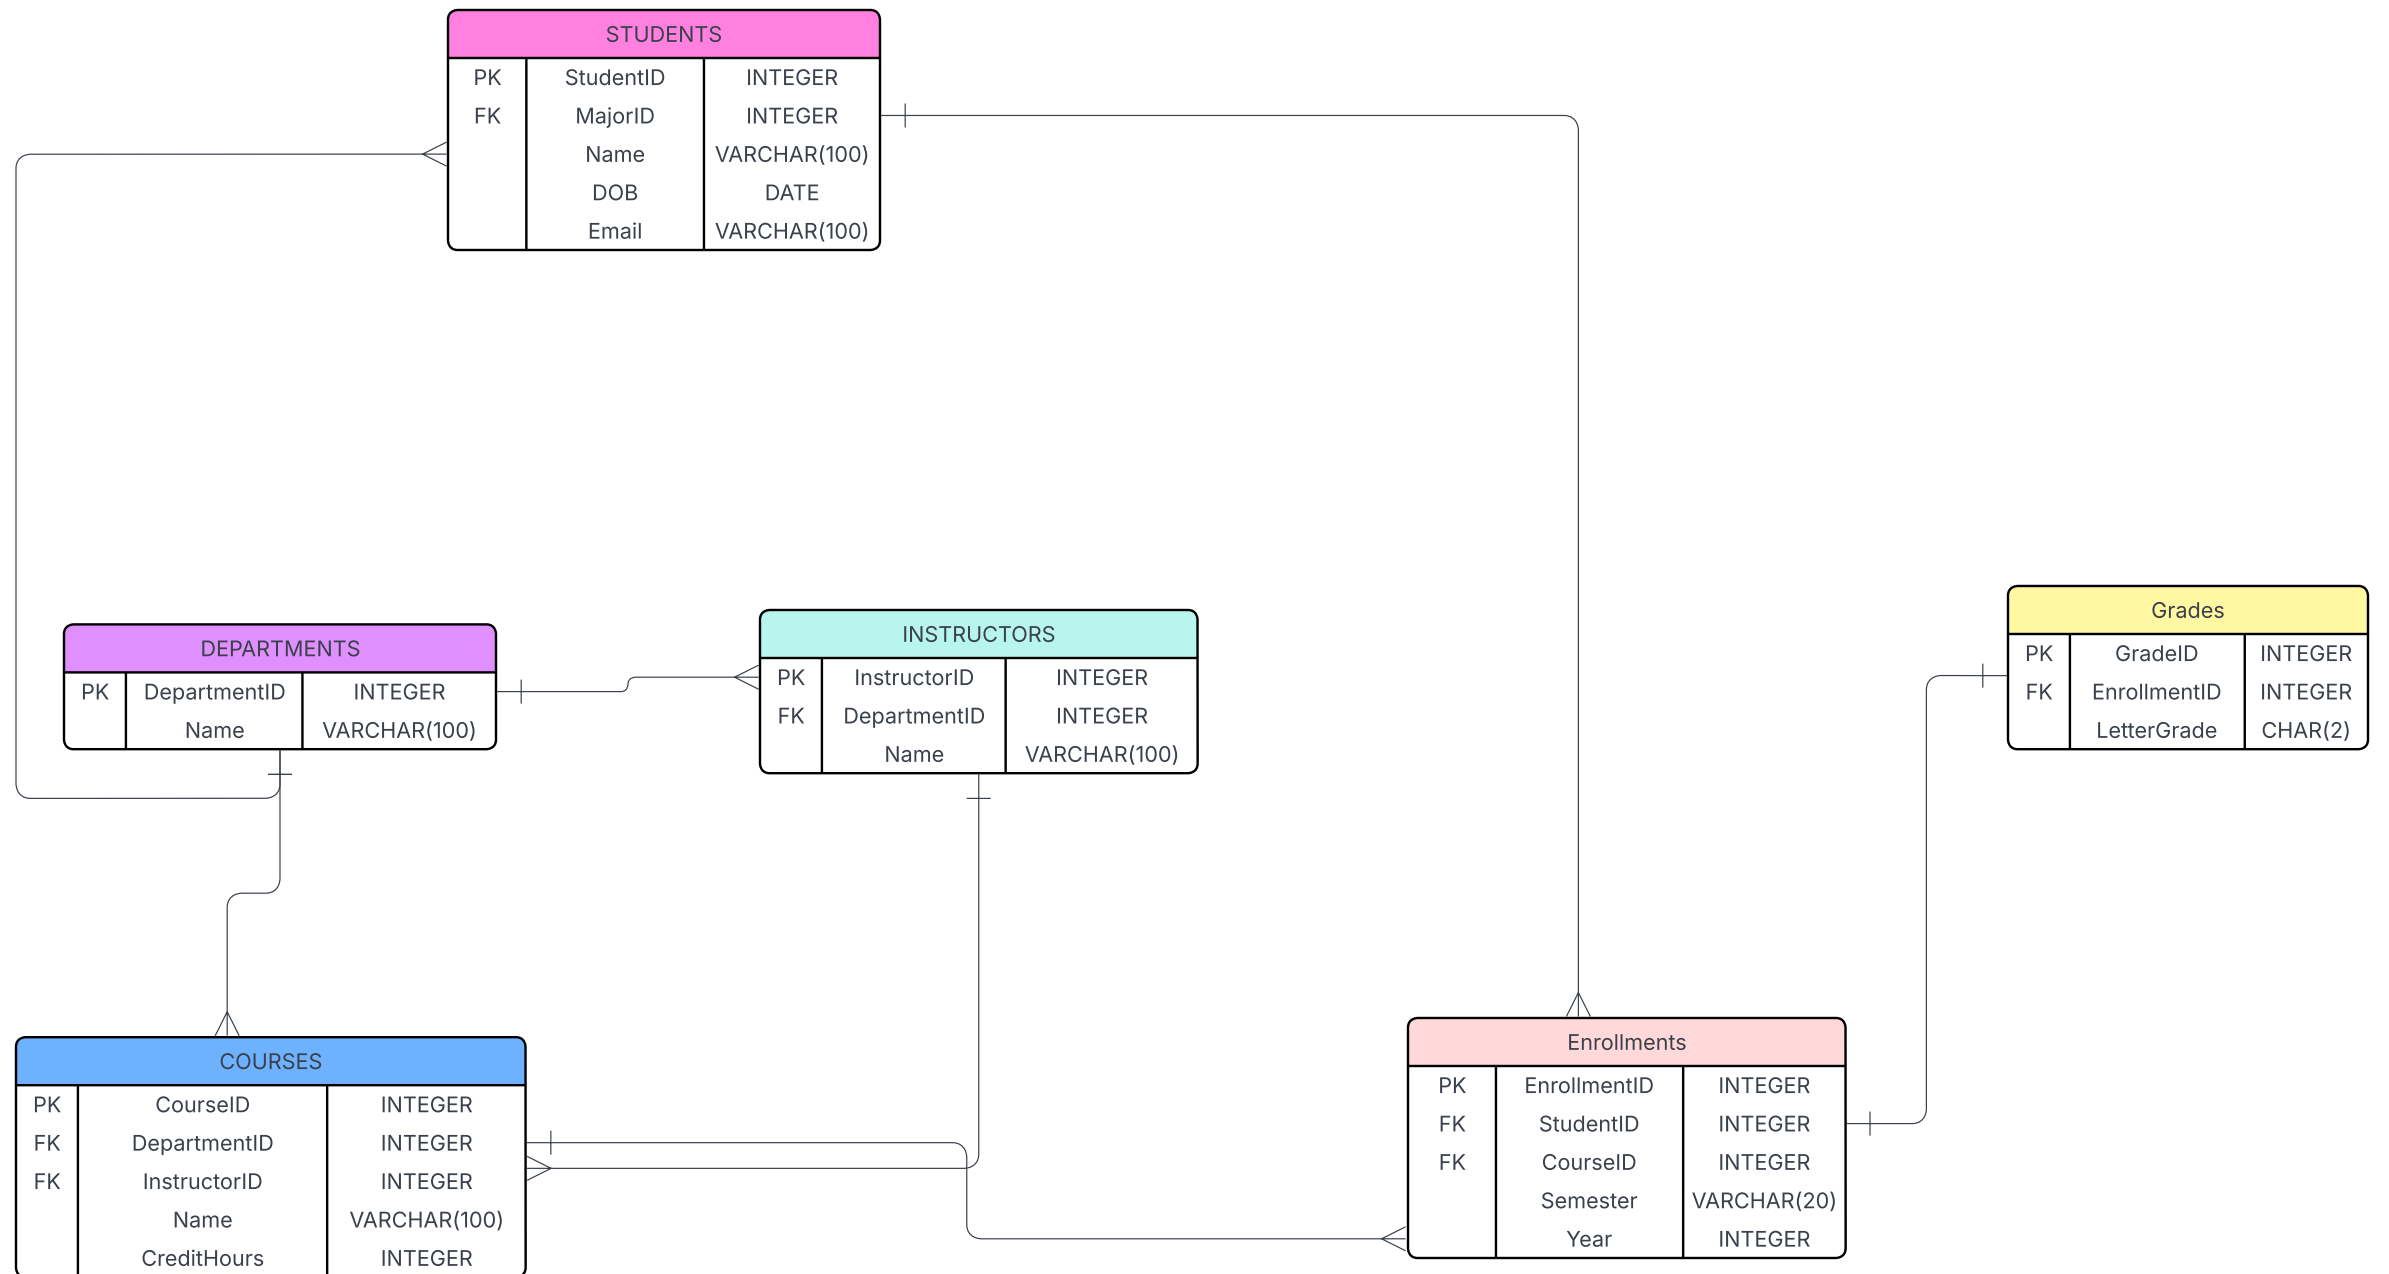 STUDENTS
PK StudentID INTEGER
FK MajorID INTEGER
Name VARCHAR(100)
DOB DATE
Email VARCHAR(100)
DEPARTMENTS
PK DepartmentID INTEGER
Name VARCHAR(100)
INSTRUCTORS
PK InstructorID INTEGER
FK DepartmentID INTEGER
Name VARCHAR(100)
Grades
PK GradeID INTEGER
FK EnrollmentID INTEGER
LetterGrade CHAR(2)
COURSES
PK CourseID INTEGER
FK DepartmentID INTEGER
FK InstructorID INTEGER
Name VARCHAR(100)
CreditHours INTEGER
Enrollments
PK EnrollmentID INTEGER
FK StudentID INTEGER
FK CourseID INTEGER
Semester VARCHAR(20)
Year INTEGER